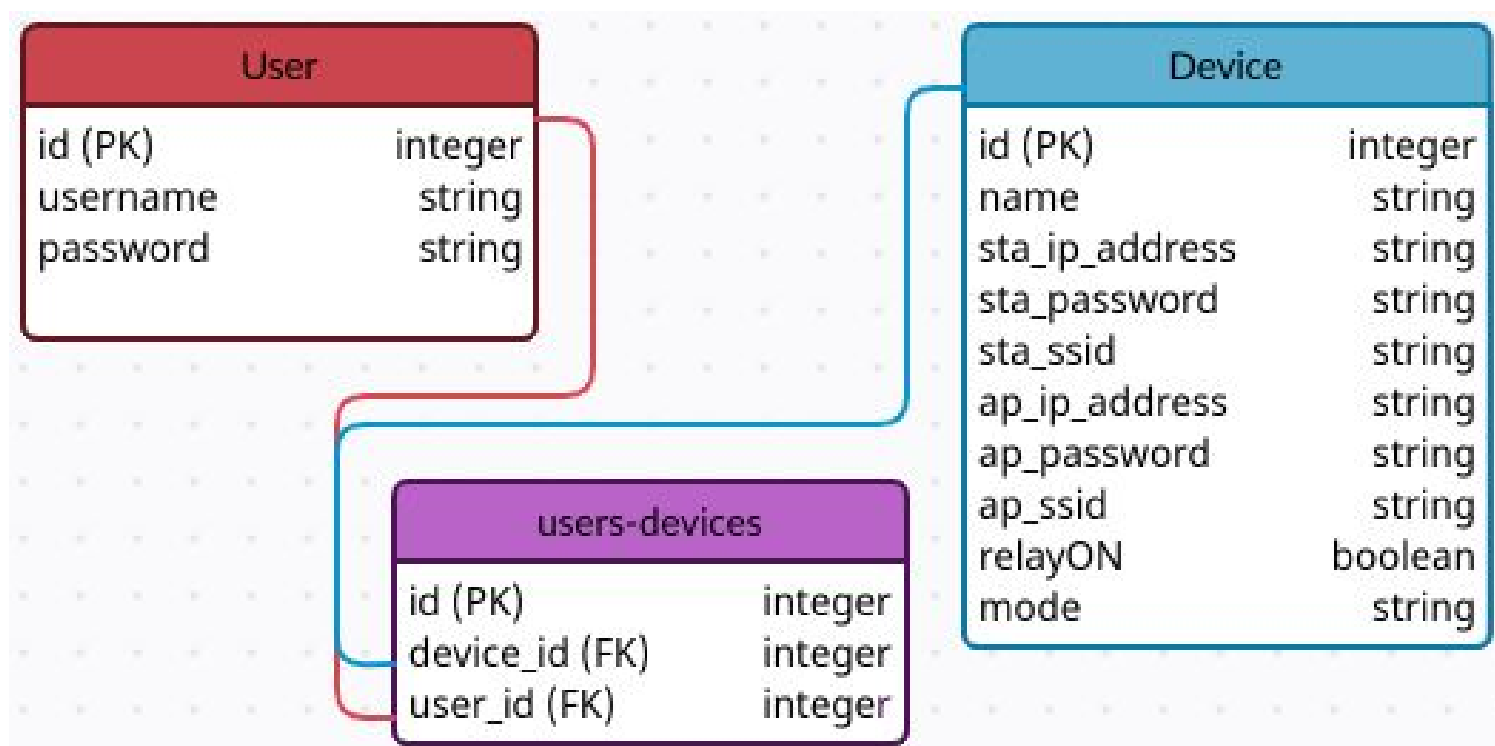 User
id (PK) integer
username string
password string
Device
id (PK) integer
name string
sta_ip_address string
sta_password string
sta_ssid string
ap_ip_address string
ap_password string
ap_ssid string
relayON boolean
mode string
users-devices
id (PK) integer
device_id (FK) integer
user_id (FK) integer